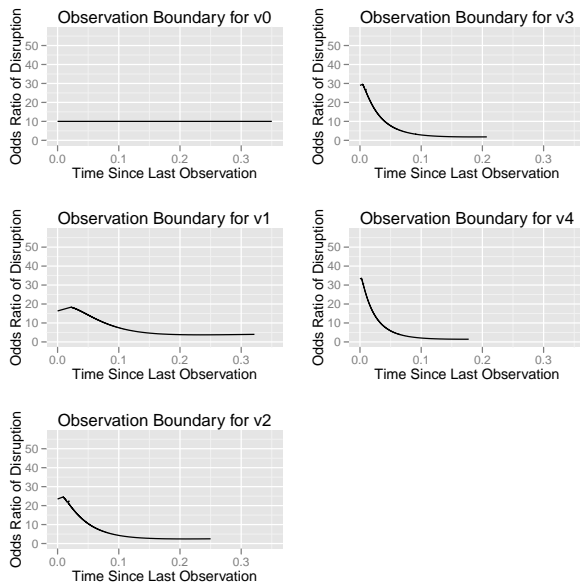 Observation Boundary for v0
Odds Ratio of Disruption
50
40
30
20
10
0
0.0 0.1 0.2 0.3
Time Since Last Observation
Observation Boundary for v3
Odds Ratio of Disruption
50
40
30
20
10
0
0.0 0.1 0.2 0.3
Time Since Last Observation
Observation Boundary for v1
Odds Ratio of Disruption
50
40
30
20
10
0
0.0 0.1 0.2 0.3
Time Since Last Observation
Observation Boundary for v4
Odds Ratio of Disruption
50
40
30
20
10
0
0.0 0.1 0.2 0.3
Time Since Last Observation
Observation Boundary for v2
Odds Ratio of Disruption
50
40
30
20
10
0
0.0 0.1 0.2 0.3
Time Since Last Observation